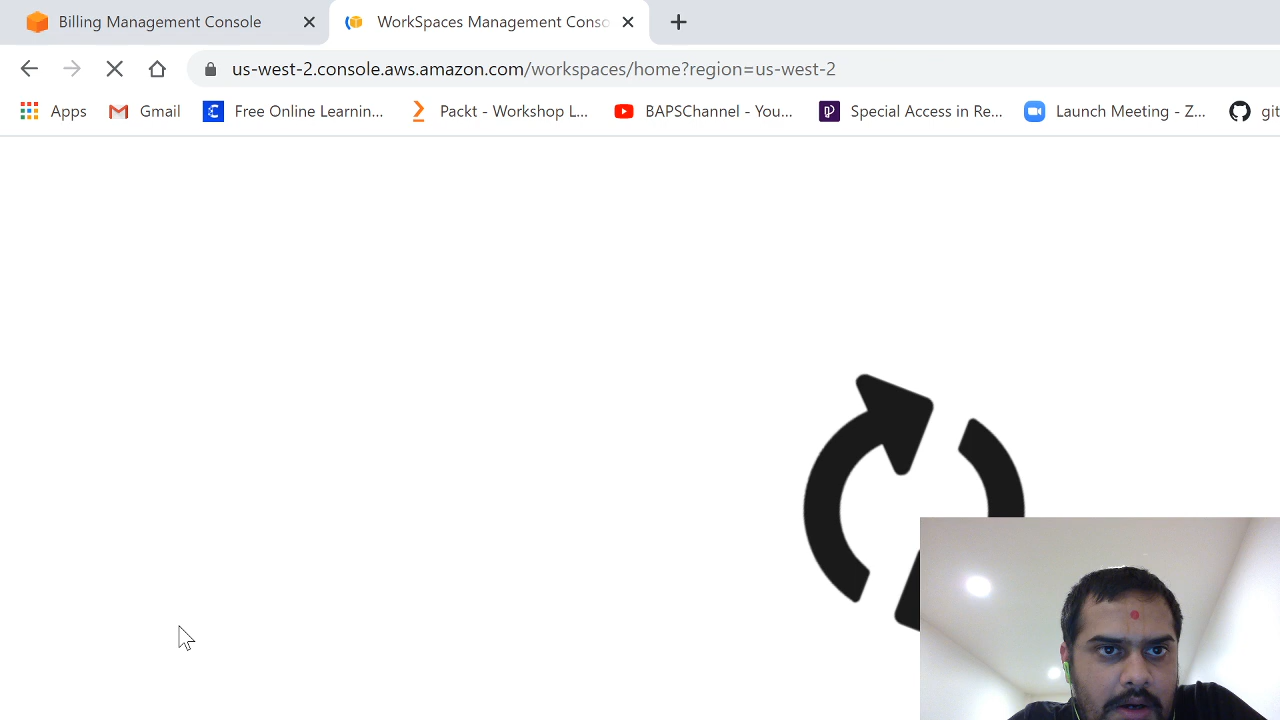 Billing Management Console
WorkSpaces Management Conso
us-west-2.console.aws.amazon.com/workspaces/home?region=us-west-2
Apps
Gmail
Free Online Learnin...
Packt - Workshop L...
BAPSChannel - You...
Special Access in Re...
Launch Meeting - Z...
git